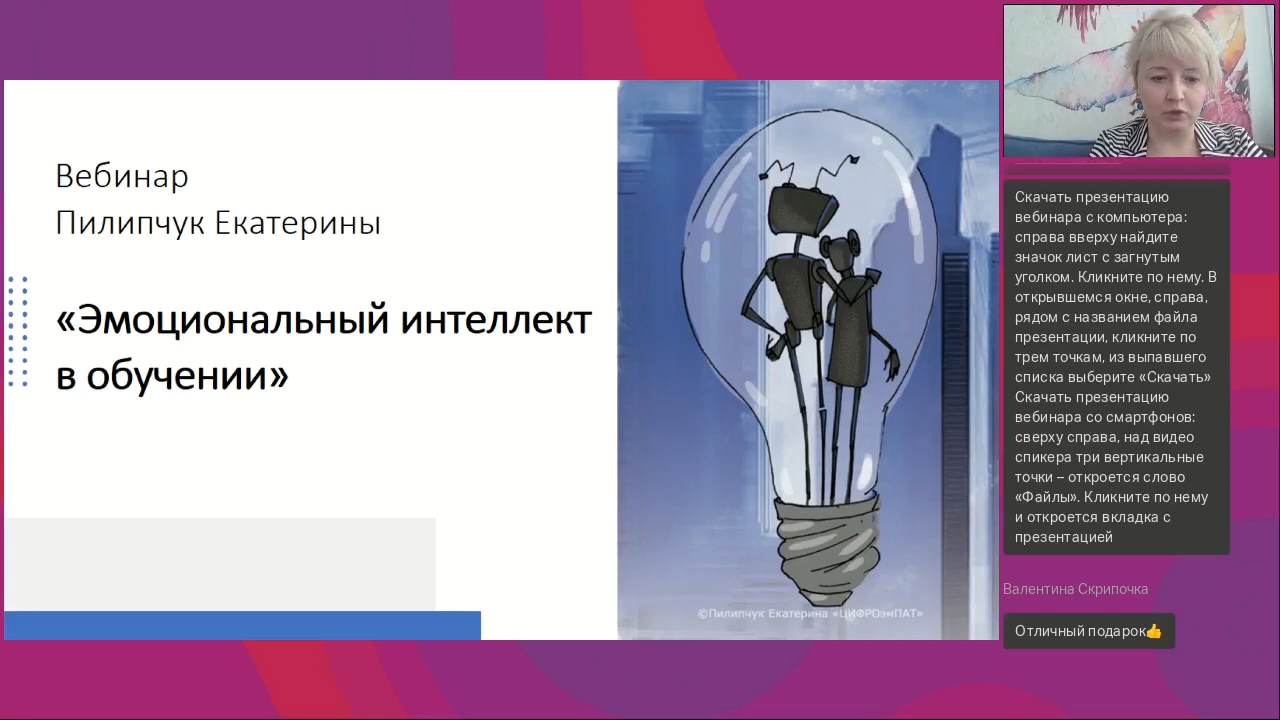 Вебинар
Пилипчук Екатерины
«Эмоциональный интеллект
в обучении»
©Пилипчук Екатерина «ЦИФРОэмПАТ»
Скачать презентацию
вебинара с компьютера:
справа вверху найдите
значок лист с загнутым
уголком. Кликните по нему. В
открывшемся окне, справа,
рядом с названием файла
презентации, кликните по
трем точкам, из выпавшего
списка выберите «Скачать»
Скачать презентацию
вебинара со смартфонов:
сверху справа, над видео
спикера три вертикальные
точки – откроется слово
«Файлы». Кликните по нему
и откроется вкладка с
презентацией
Валентина Скрипочка
Отличный подарок👍